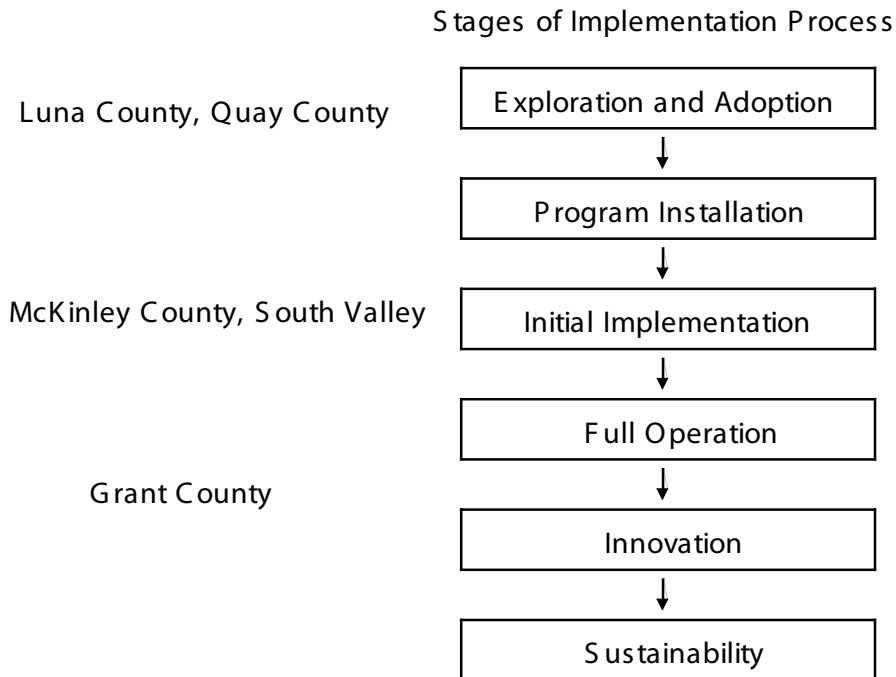 Stages of Implementation Process
Luna County, Quay County
Exploration and Adoption
Program Installation
McKinley County, South Valley
Initial Implementation
Full Operation
Grant County
Innovation
Sustainability